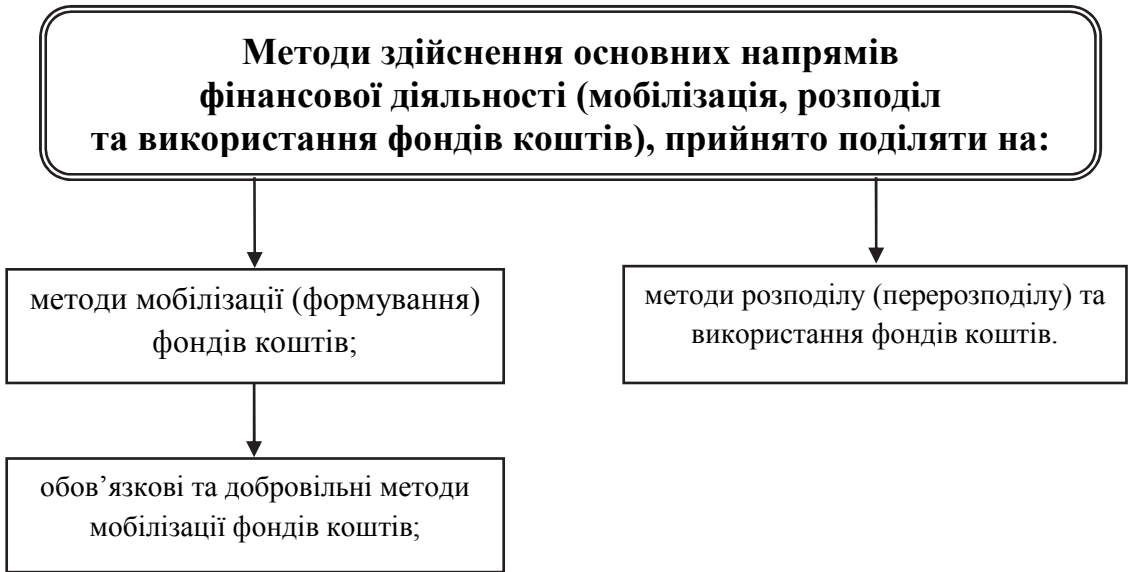 Методи здійснення основних напрямів
фінансової діяльності (мобілізація, розподіл
та використання фондів коштів), прийнято поділяти на:
методи мобілізації (формування)
фондів коштів;
методи розподілу (перерозподілу) та
використання фондів коштів.
обов’язкові та добровільні методи
мобілізації фондів коштів;